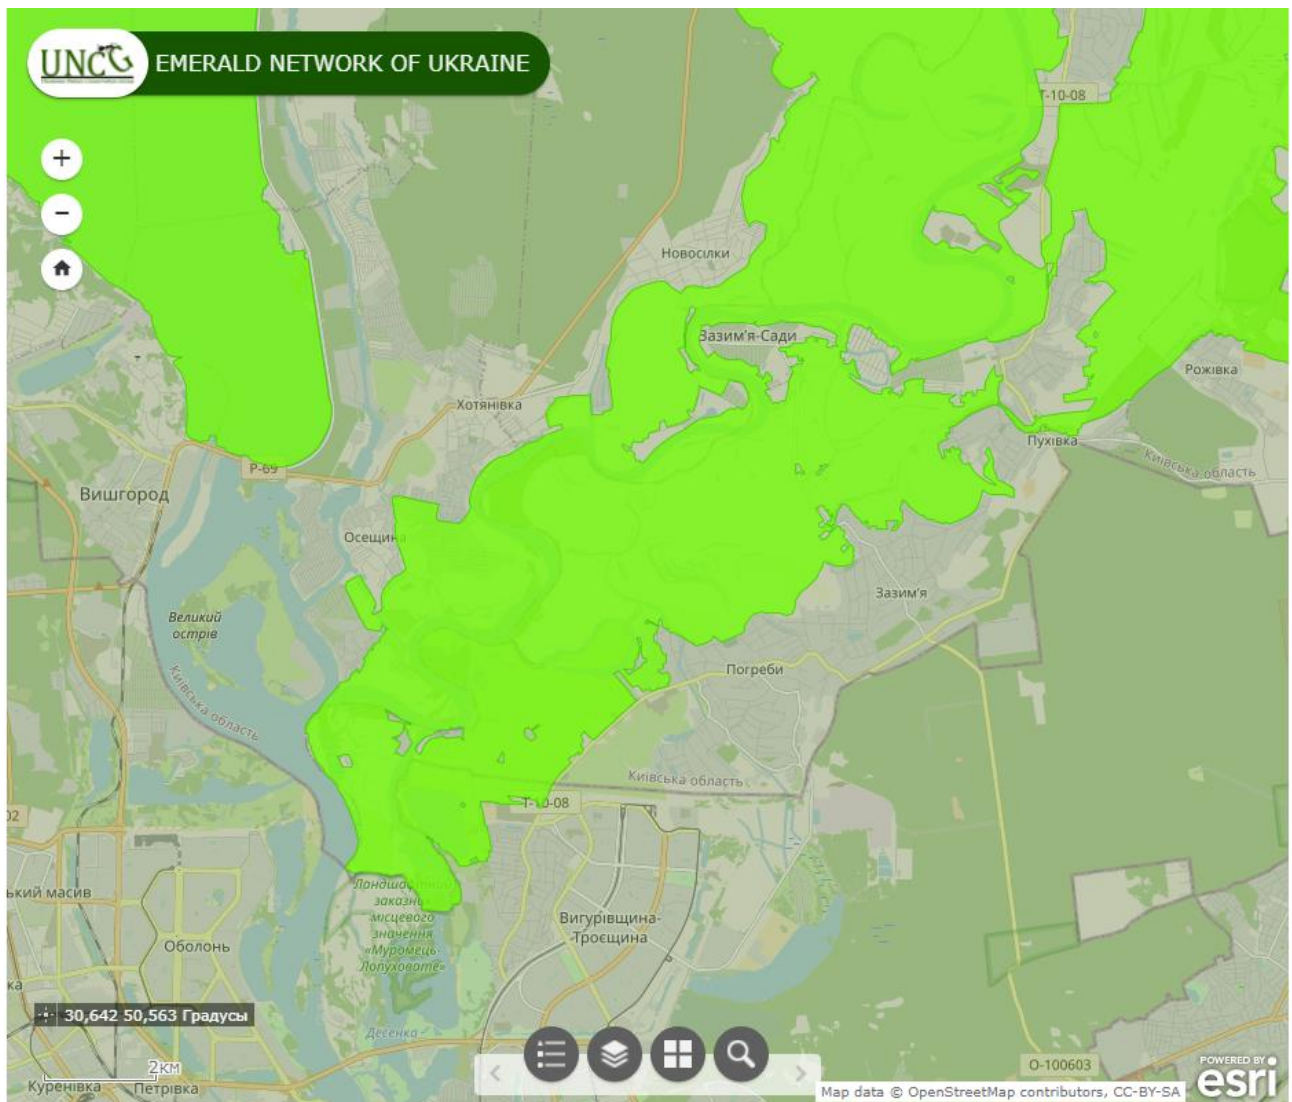 UNCG
EMERALD NETWORK OF UKRAINE
Т-10-08
+
−
Новосілки
Зазим'я-Сади
Рожівка
Хотянівка
Пухівка
Київська область
Р-69
Вишгород
Осещина
Зазим'я
Великий
острів
Погреби
Київська область
Київська область
Т-10-08
02
ький масив
Ландшафтний
заказник
місцевого
значення
«Муромець-
Лопуховате»
Вигурівщина-
-Троєщина
Оболонь
ка
30,642 50,563 Градусы
Десенка
2км
О-100603
POWERED BY
esri
Куренівка
Петрівка
Map data © OpenStreetMap contributors, CC-BY-SA